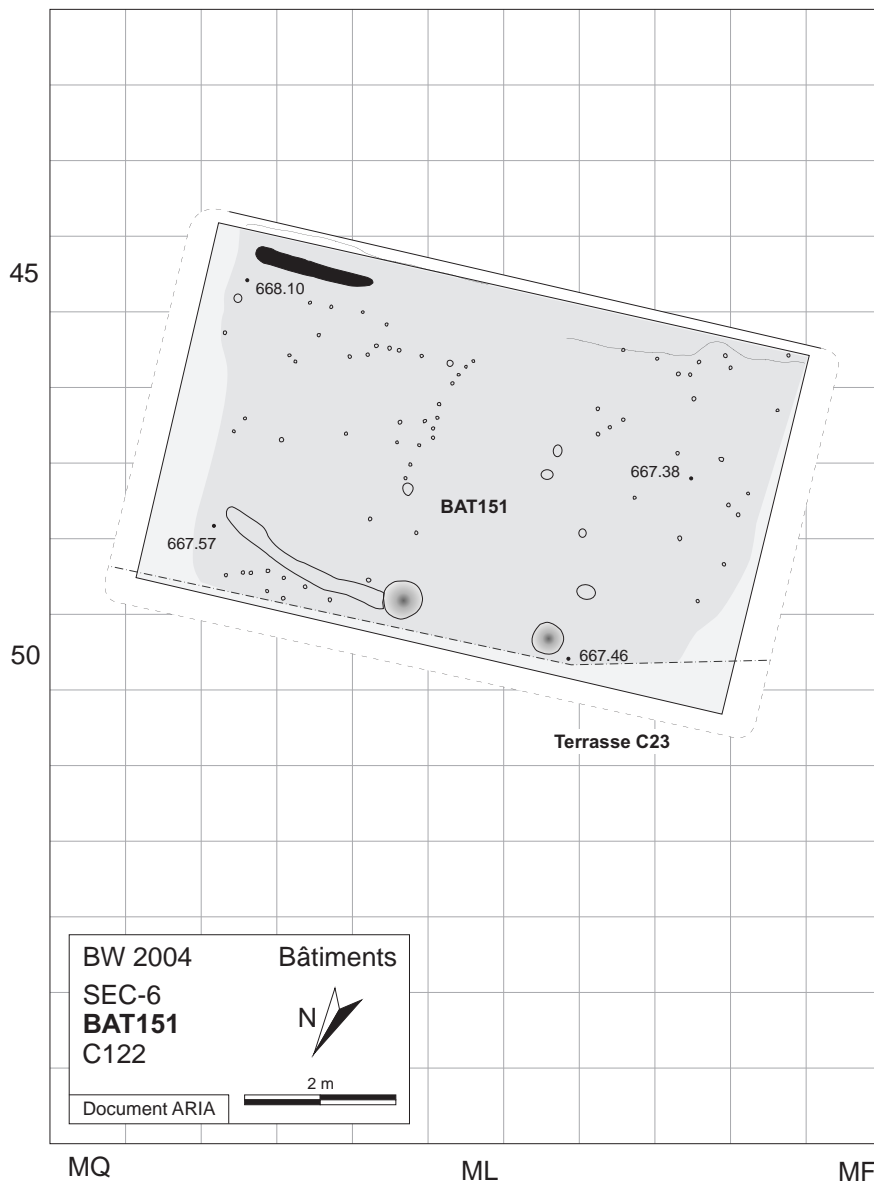 45
668.10
667.38
BAT151
667.57
50
667.46
Terrasse C23
BW 2004 Bâtiments
SEC-6
BAT151
C122
N
2 m
Document ARIA
MQ ML MF